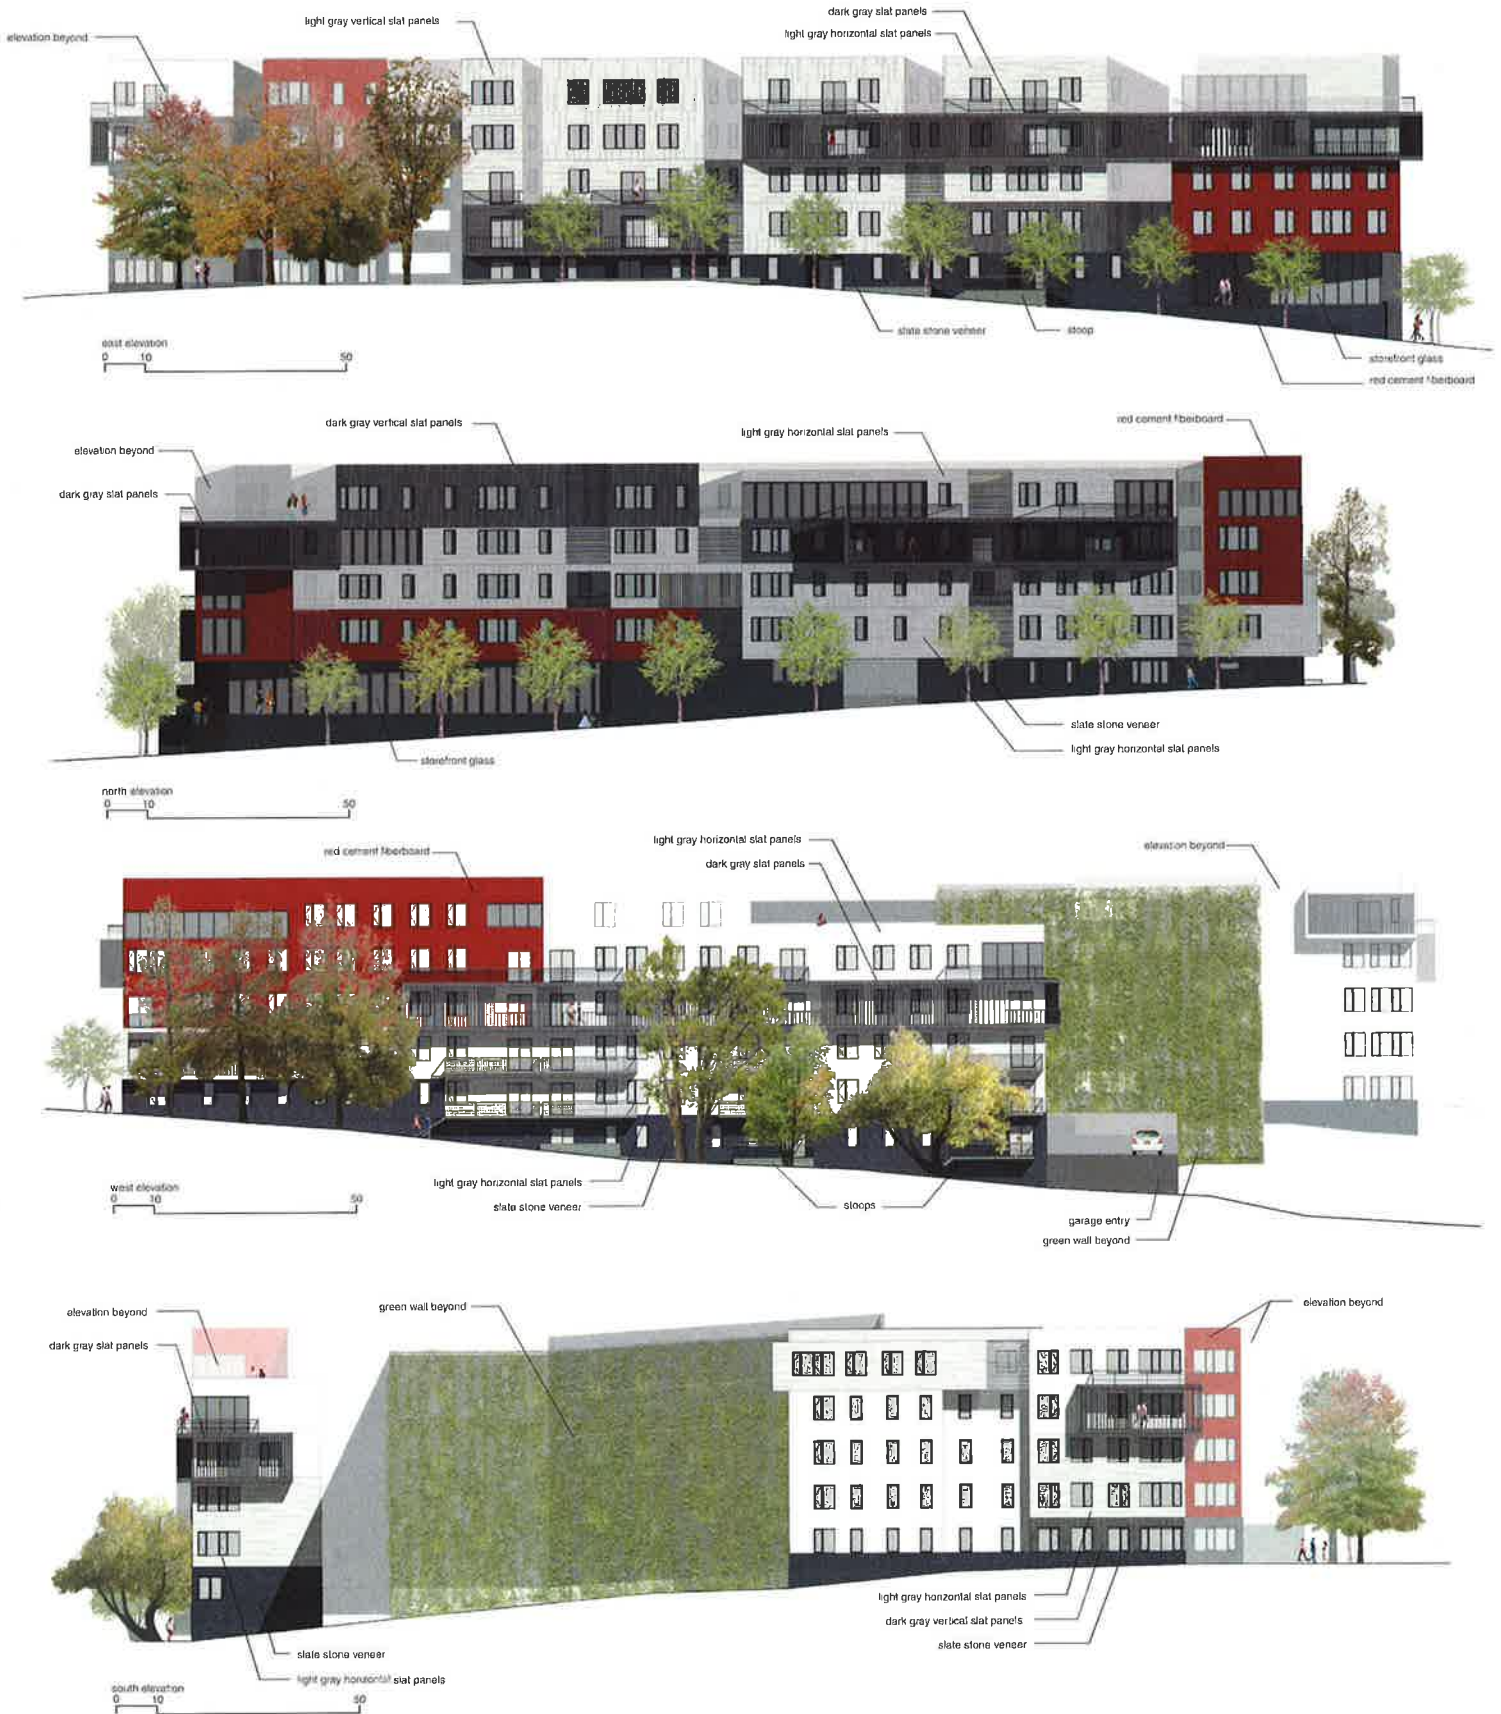 light gray vertical slat panels
dark gray slat panels
light gray horizontal slat panels
elevation beyond
slate stone veneer
stoop
storefront glass
red cement fiberboard
east elevation
0 10 50
dark gray vertical slat panels
light gray horizontal slat panels
red cement fiberboard
elevation beyond
dark gray slat panels
slate stone veneer
light gray horizontal slat panels
storefront glass
north elevation
0 10 50
red cement fiberboard
light gray horizontal slat panels
dark gray slat panels
elevation beyond
light gray horizontal slat panels
slate stone veneer
stoops
garage entry
green wall beyond
west elevation
0 10 50
elevation beyond
dark gray slat panels
green wall beyond
elevation beyond
light gray horizontal slat panels
dark gray vertical slat panels
slate stone veneer
slate stone veneer
light gray horizontal slat panels
south elevation
0 10 50